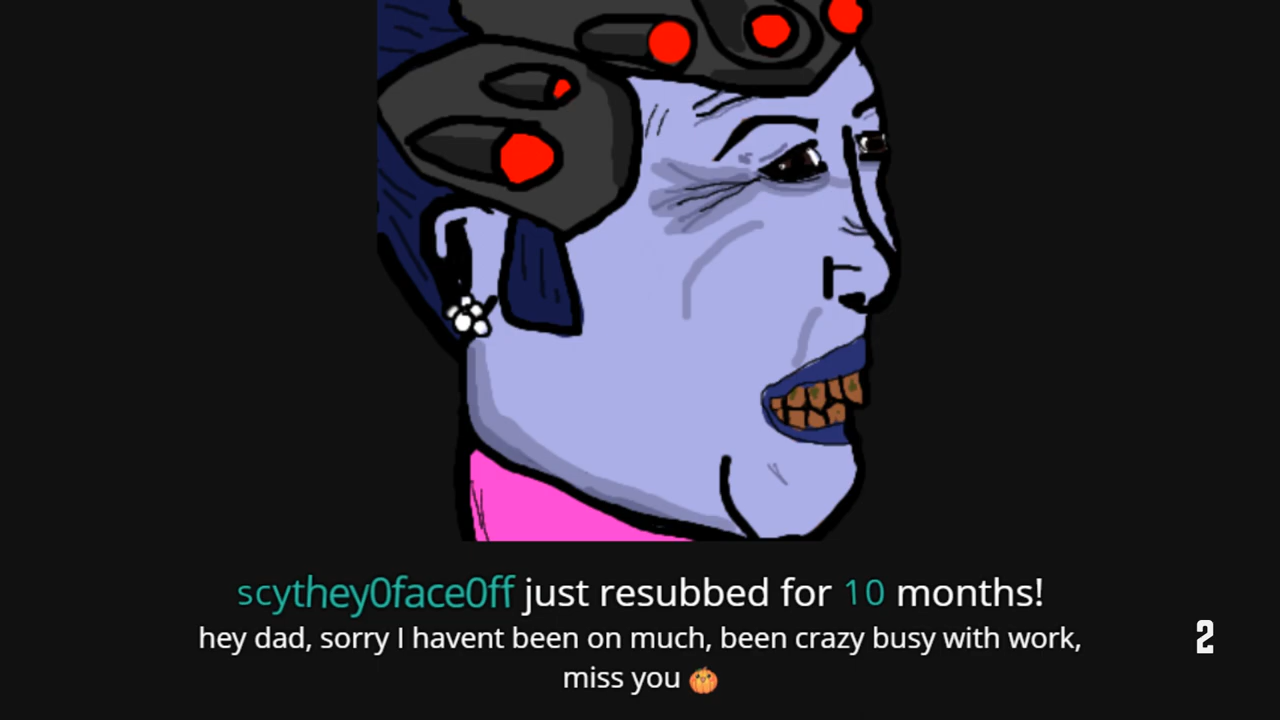 scythey0face0ff just resubbed for 10 months!
hey dad, sorry I havent been on much, been crazy busy with work,
miss you 🎃
2